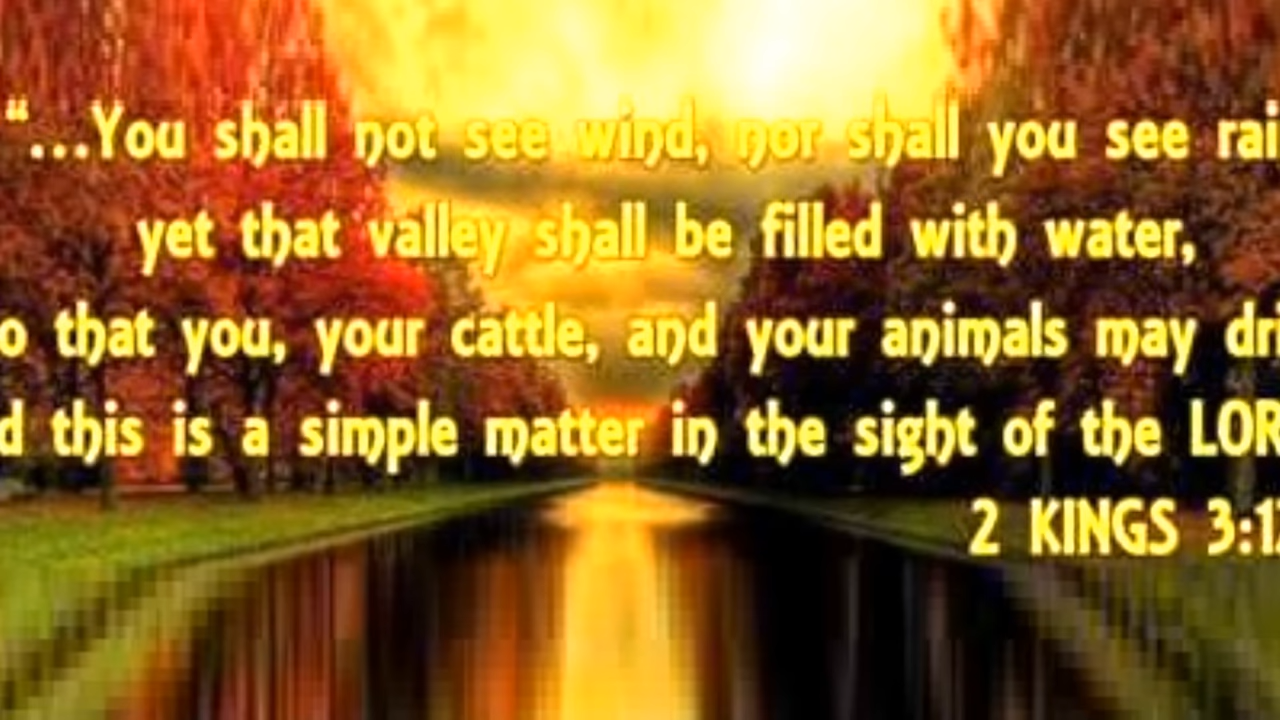 “...You shall not see wind, nor shall you see rai
yet that valley shall be filled with water,
o that you, your cattle, and your animals may dri
d this is a simple matter in the sight of the LOR
2 KINGS 3:1